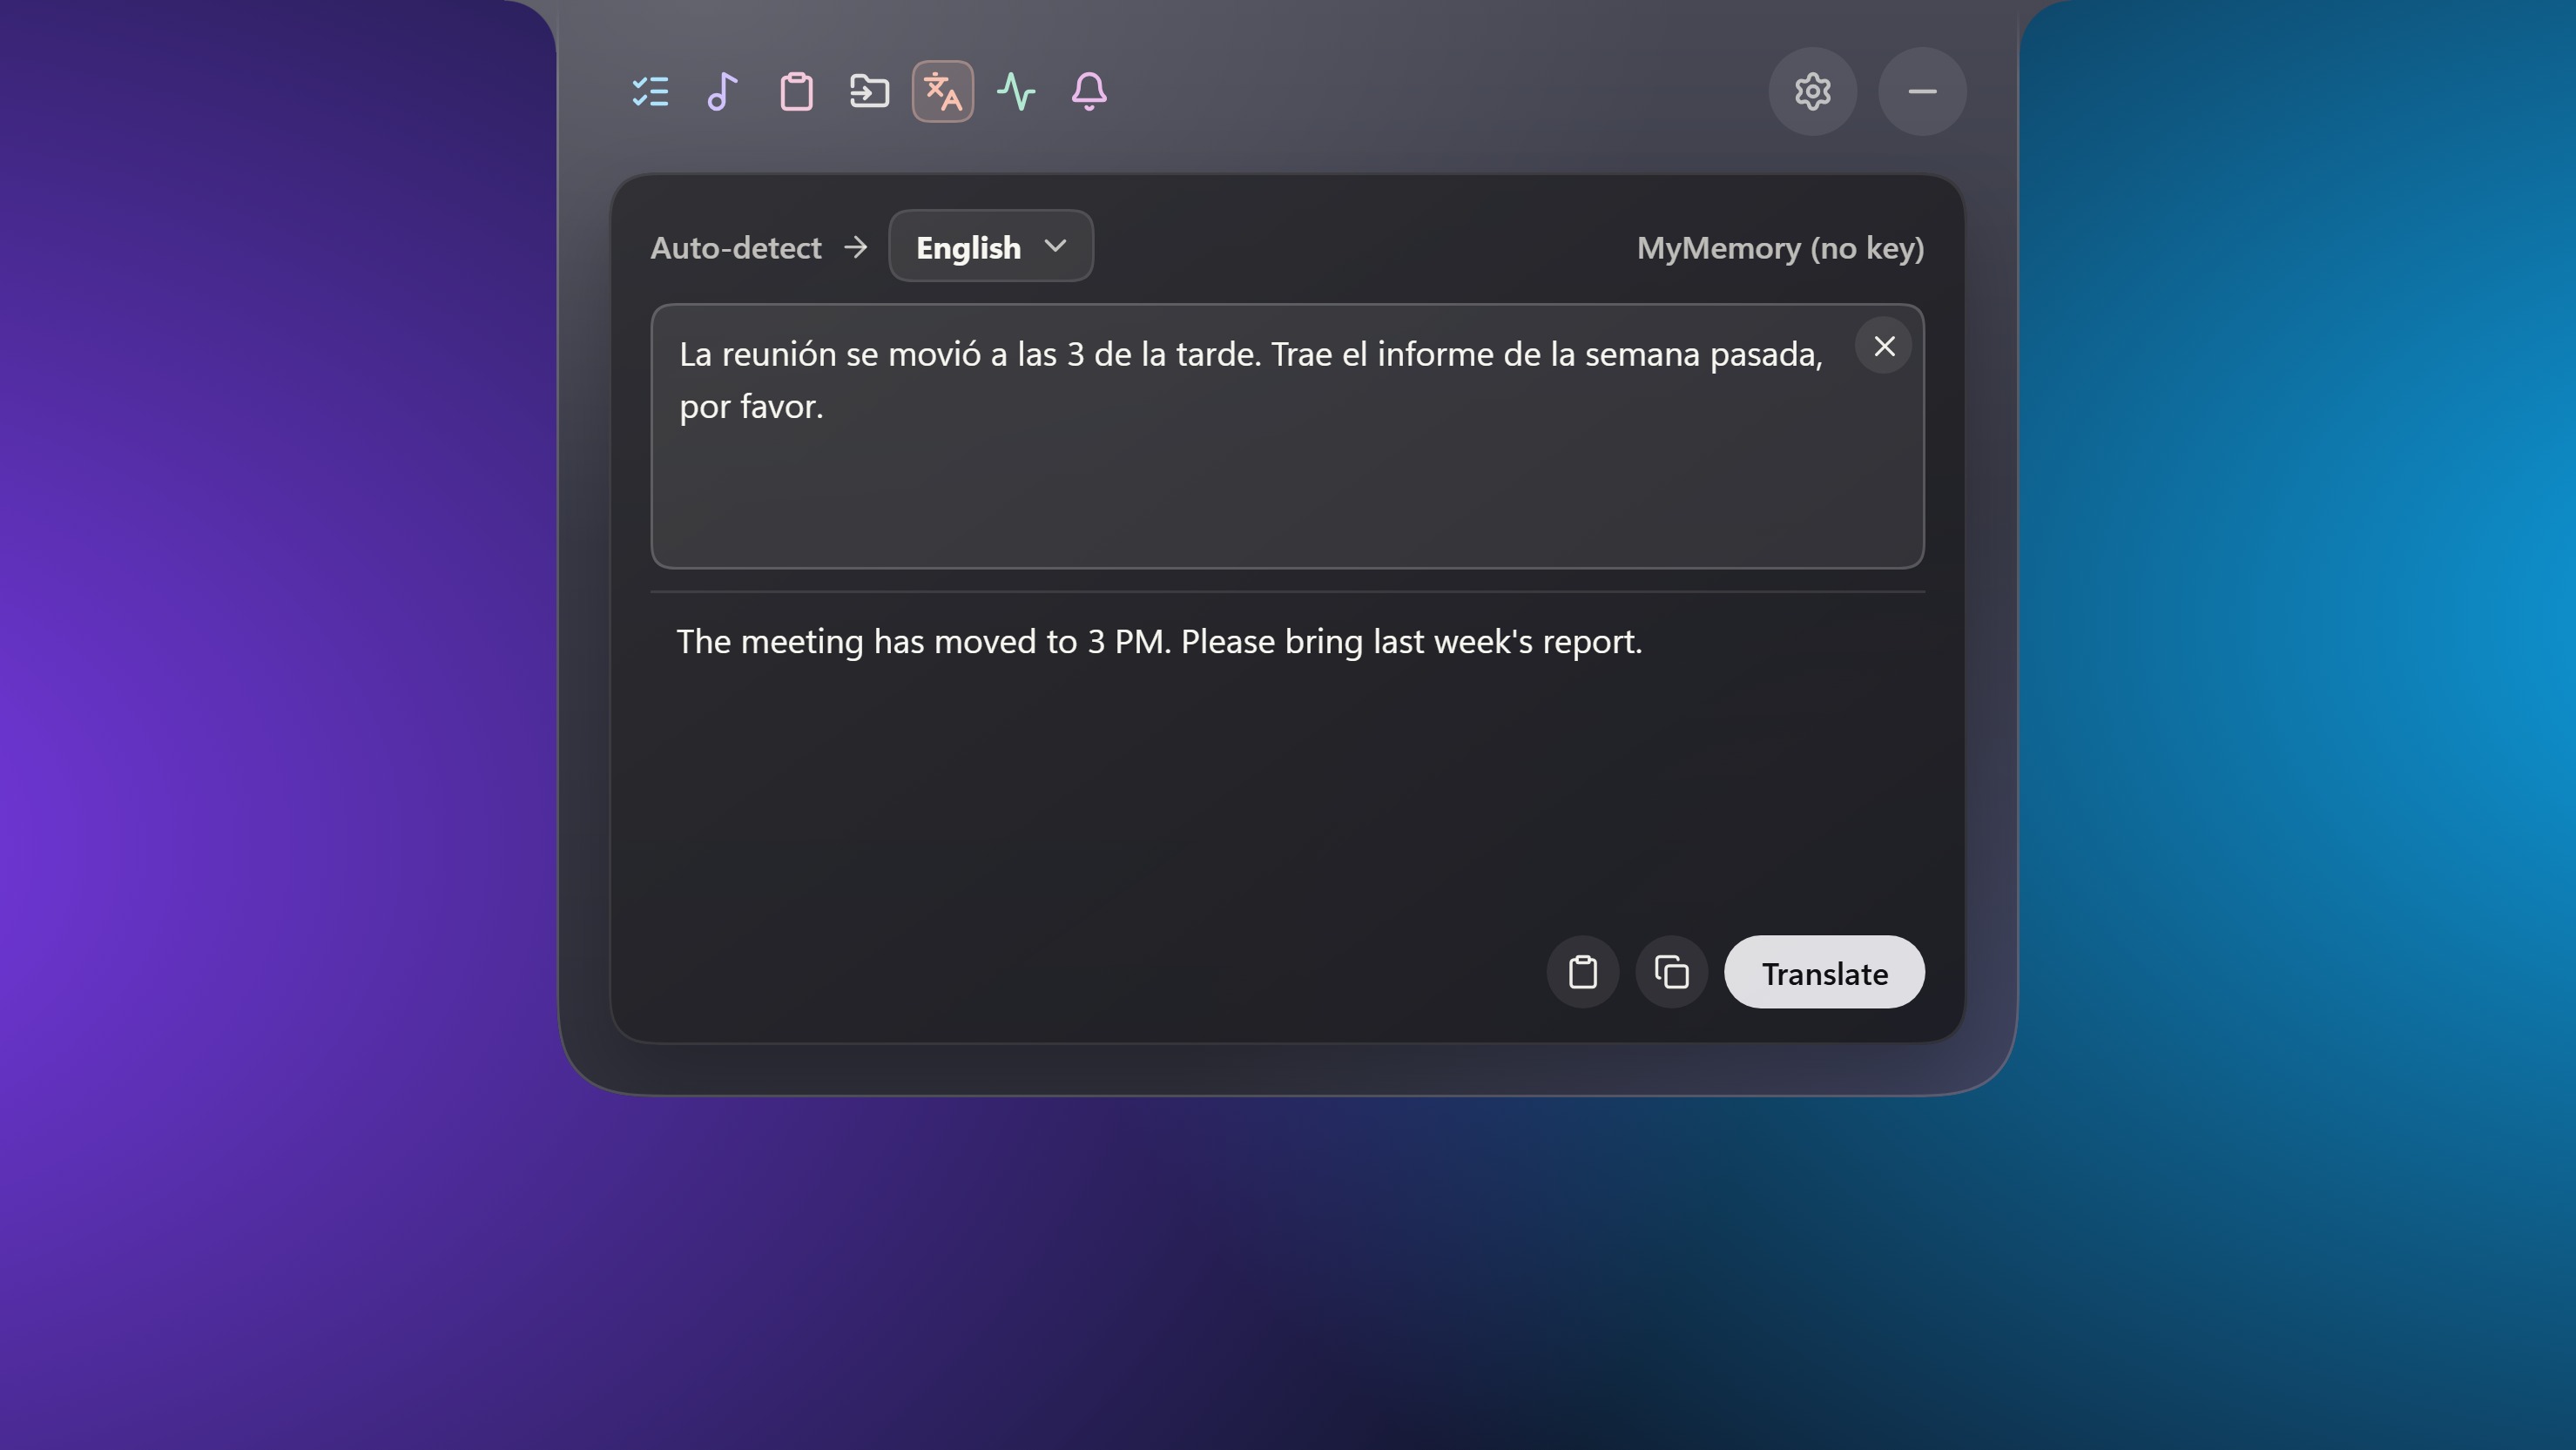 Auto-detect → English
MyMemory (no key)
La reunión se movió a las 3 de la tarde. Trae el informe de la semana pasada,
por favor.
The meeting has moved to 3 PM. Please bring last week's report.
Translate